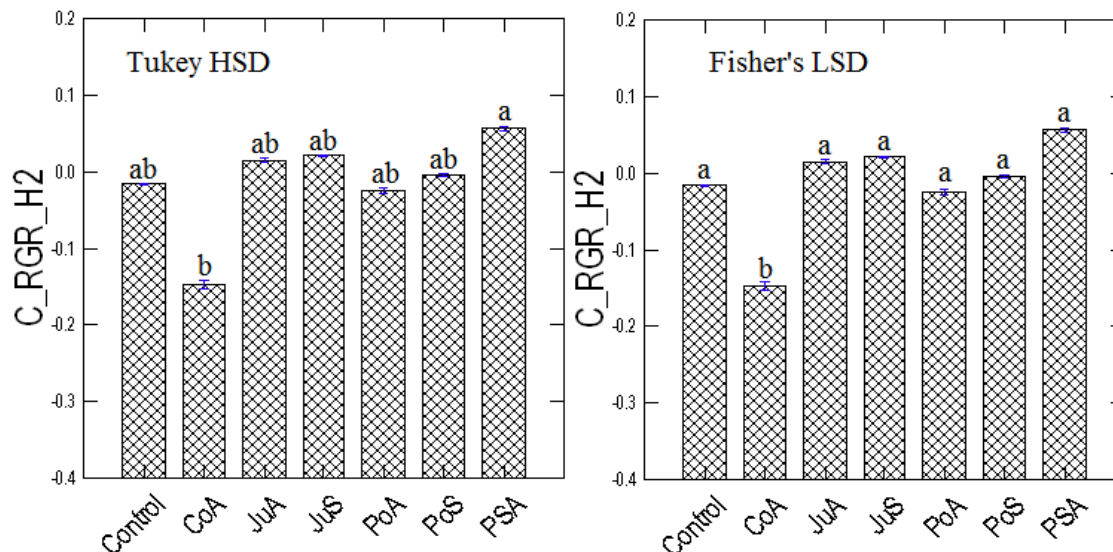 Tukey HSD
C_RGR_H2
0.2
0.1
0.0
-0.1
-0.2
-0.3
-0.4
ab
b
ab
ab
ab
ab
a
Control
CoA
JuA
JuS
PoA
PoS
PSA
Fisher's LSD
C_RGR_H2
0.2
0.1
0.0
-0.1
-0.2
-0.3
-0.4
a
b
a
a
a
a
a
Control
CoA
JuA
JuS
PoA
PoS
PSA